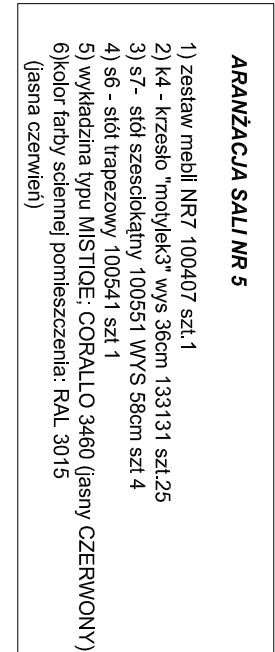 ARANŻACJA SALI NR 5
1) zestaw mebli NR7 100407 szt.1
2) k4 - krzesło "motylek3" wys 36cm 133131 szt.25
3) s7- stół szesciokątny 100551 WYS 58cm szt 4
4) s6 - stół trapezowy 100541 szt 1
5) wykładzina typu MISTIQE; CORALLO 3460 (jasny CZERWONY)
6)kolor farby sciennej pomieszczenia: RAL 3015
(jasna czerwień)